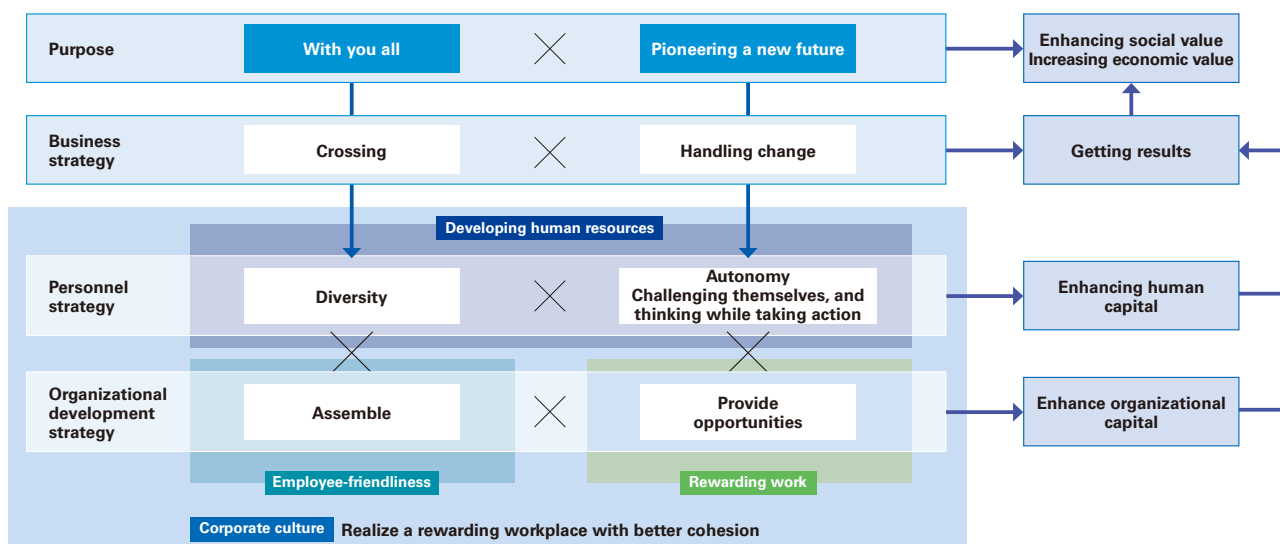 Purpose
With you all
Pioneering a new future
Enhancing social value
Increasing economic value
Business
strategy
Crossing
Handling change
Getting results
Developing human resources
Personnel
strategy
Diversity
Autonomy
Challenging themselves, and
thinking while taking action
Enhancing human
capital
Organizational
development
strategy
Assemble
Provide
opportunities
Enhance organizational
capital
Employee-friendliness
Rewarding work
Corporate culture Realize a rewarding workplace with better cohesion